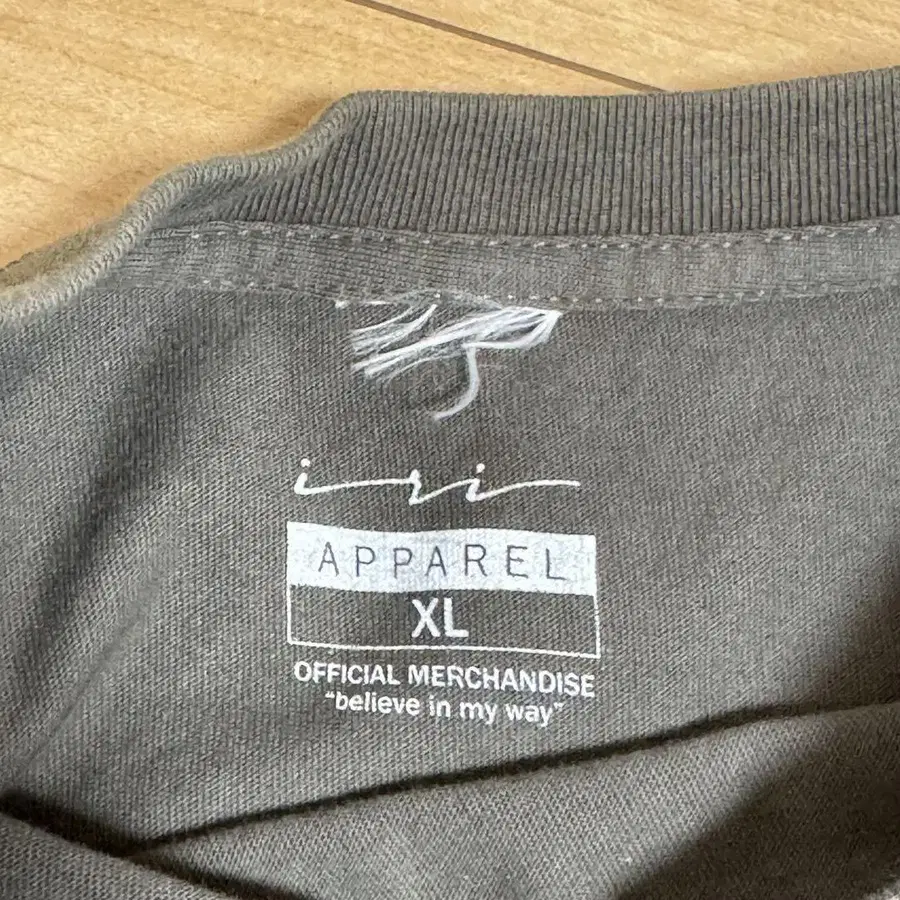 iri
APPAREL
XL
OFFICIAL MERCHANDISE
“believe in my way”